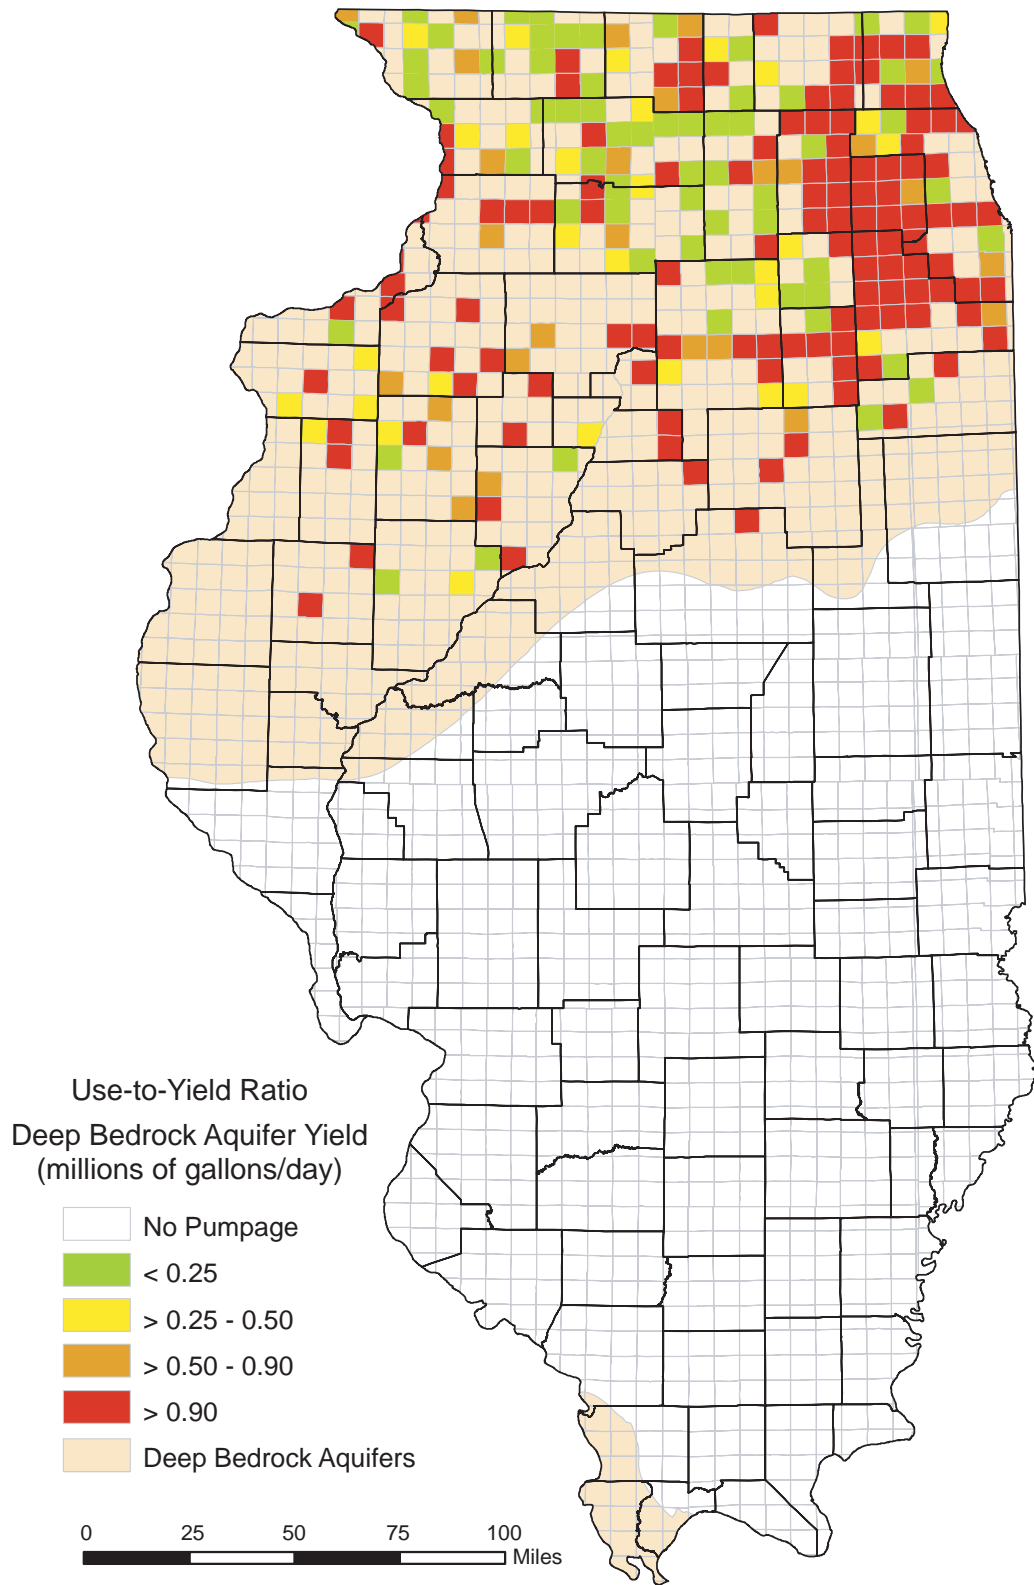 Use-to-Yield Ratio
Deep Bedrock Aquifer Yield
(millions of gallons/day)
No Pumpage
< 0.25
> 0.25 - 0.50
> 0.50 - 0.90
> 0.90
Deep Bedrock Aquifers
0 25 50 75 100
Miles